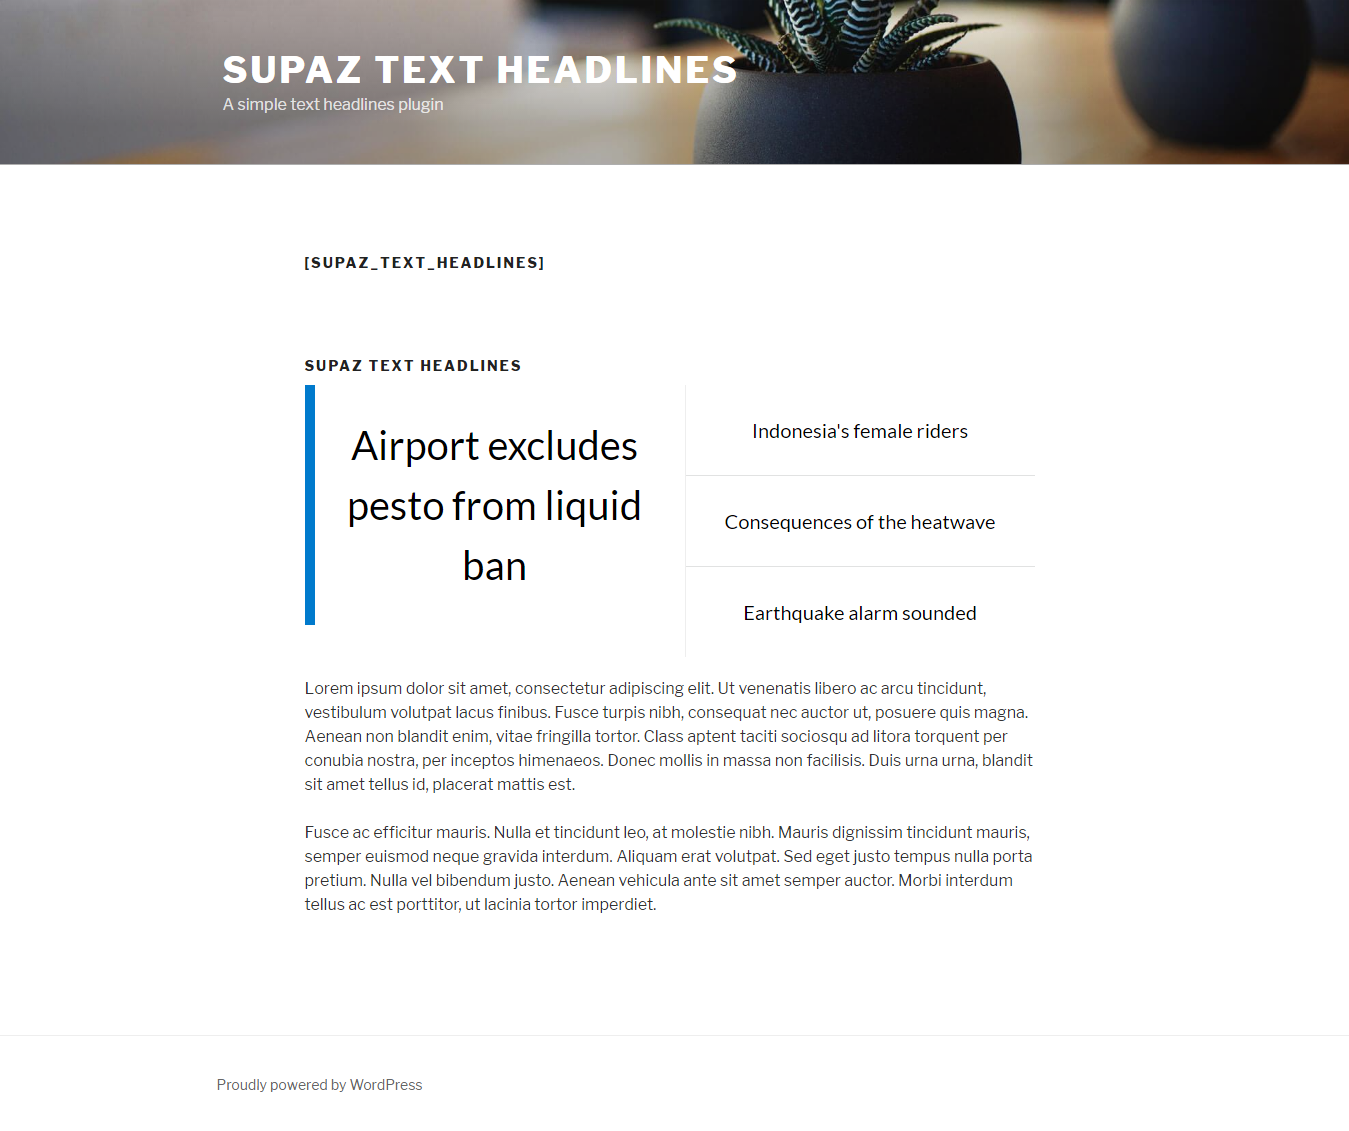 SUPAZ TEXT HEADLINES
A simple text headlines plugin
[SUPAZ_TEXT_HEADLINES]
SUPAZ TEXT HEADLINES
Airport excludes
pesto from liquid
ban
Indonesia's female riders
Consequences of the heatwave
Earthquake alarm sounded
Lorem ipsum dolor sit amet, consectetur adipiscing elit. Ut venenatis libero ac arcu tincidunt,
vestibulum volutpat lacus finibus. Fusce turpis nibh, consequat nec auctor ut, posuere quis magna.
Aenean non blandit enim, vitae fringilla tortor. Class aptent taciti sociosqu ad litora torquent per
conubia nostra, per inceptos himenaeos. Donec mollis in massa non facilisis. Duis urna urna, blandit
sit amet tellus id, placerat mattis est.
Fusce ac efficitur mauris. Nulla et tincidunt leo, at molestie nibh. Mauris dignissim tincidunt mauris,
semper euismod neque gravida interdum. Aliquam erat volutpat. Sed eget justo tempus nulla porta
pretium. Nulla vel bibendum justo. Aenean vehicula ante sit amet semper auctor. Morbi interdum
tellus ac est porttitor, ut lacinia tortor imperdiet.
Proudly powered by WordPress